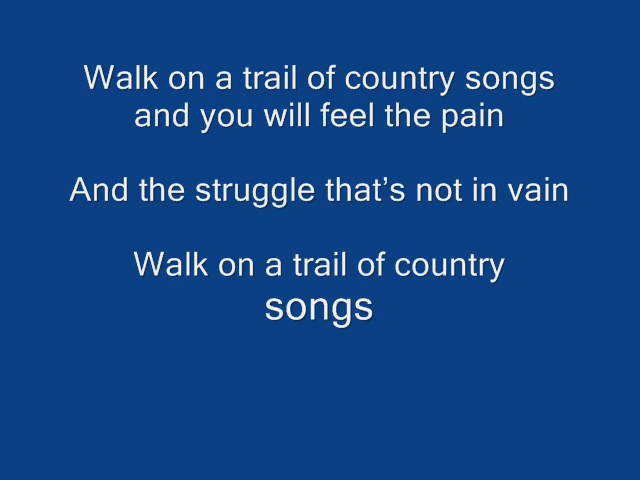 Walk on a trail of country songs
and you will feel the pain
And the struggle that’s not in vain
Walk on a trail of country
songs